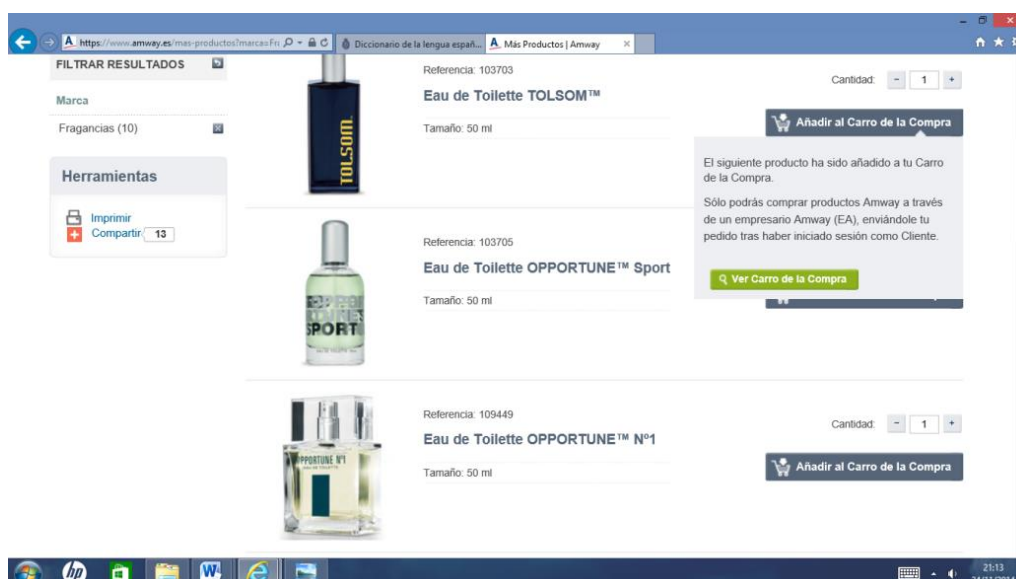 https://www.amway.es/mas-productos?marca=Fr
Diccionario de la lengua españ...
Más Productos | Amway
FILTRAR RESULTADOS
Marca
Fragancias (10)
Herramientas
Imprimir
Compartir 13
TOLSOM.
Referencia: 103703
Eau de Toilette TOLSOM™
Tamaño: 50 ml
Cantidad: - 1 +
Añadir al Carro de la Compra
El siguiente producto ha sido añadido a tu Carro
de la Compra.
Sólo podrás comprar productos Amway a través
de un empresario Amway (EA), enviándole tu
pedido tras haber iniciado sesión como Cliente.
Ver Carro de la Compra
SPORT
Referencia: 103705
Eau de Toilette OPPORTUNE™ Sport
Tamaño: 50 ml
OPPORTUNE Nº1
EAU DE TOILETTE
Referencia: 109449
Eau de Toilette OPPORTUNE™ Nº1
Tamaño: 50 ml
Cantidad: - 1 +
Añadir al Carro de la Compra
hp
W
21:13